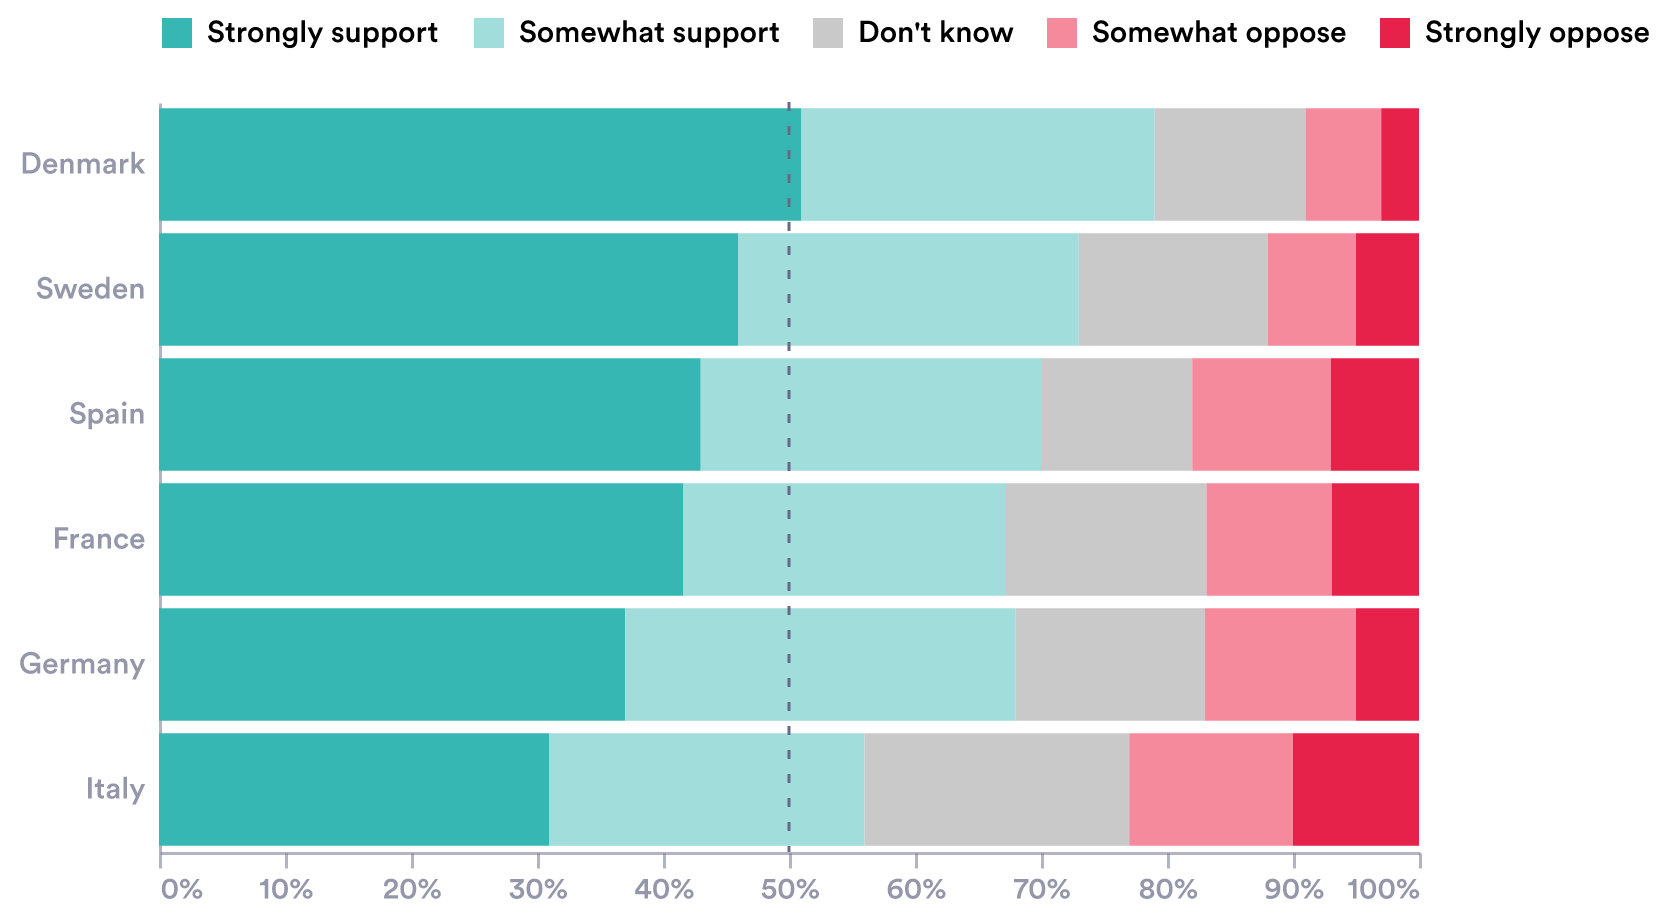 Strongly support Somewhat support Don't know Somewhat oppose Strongly oppose
Denmark
Sweden
Spain
France
Germany
Italy
0% 10% 20% 30% 40% 50% 60% 70% 80% 90% 100%